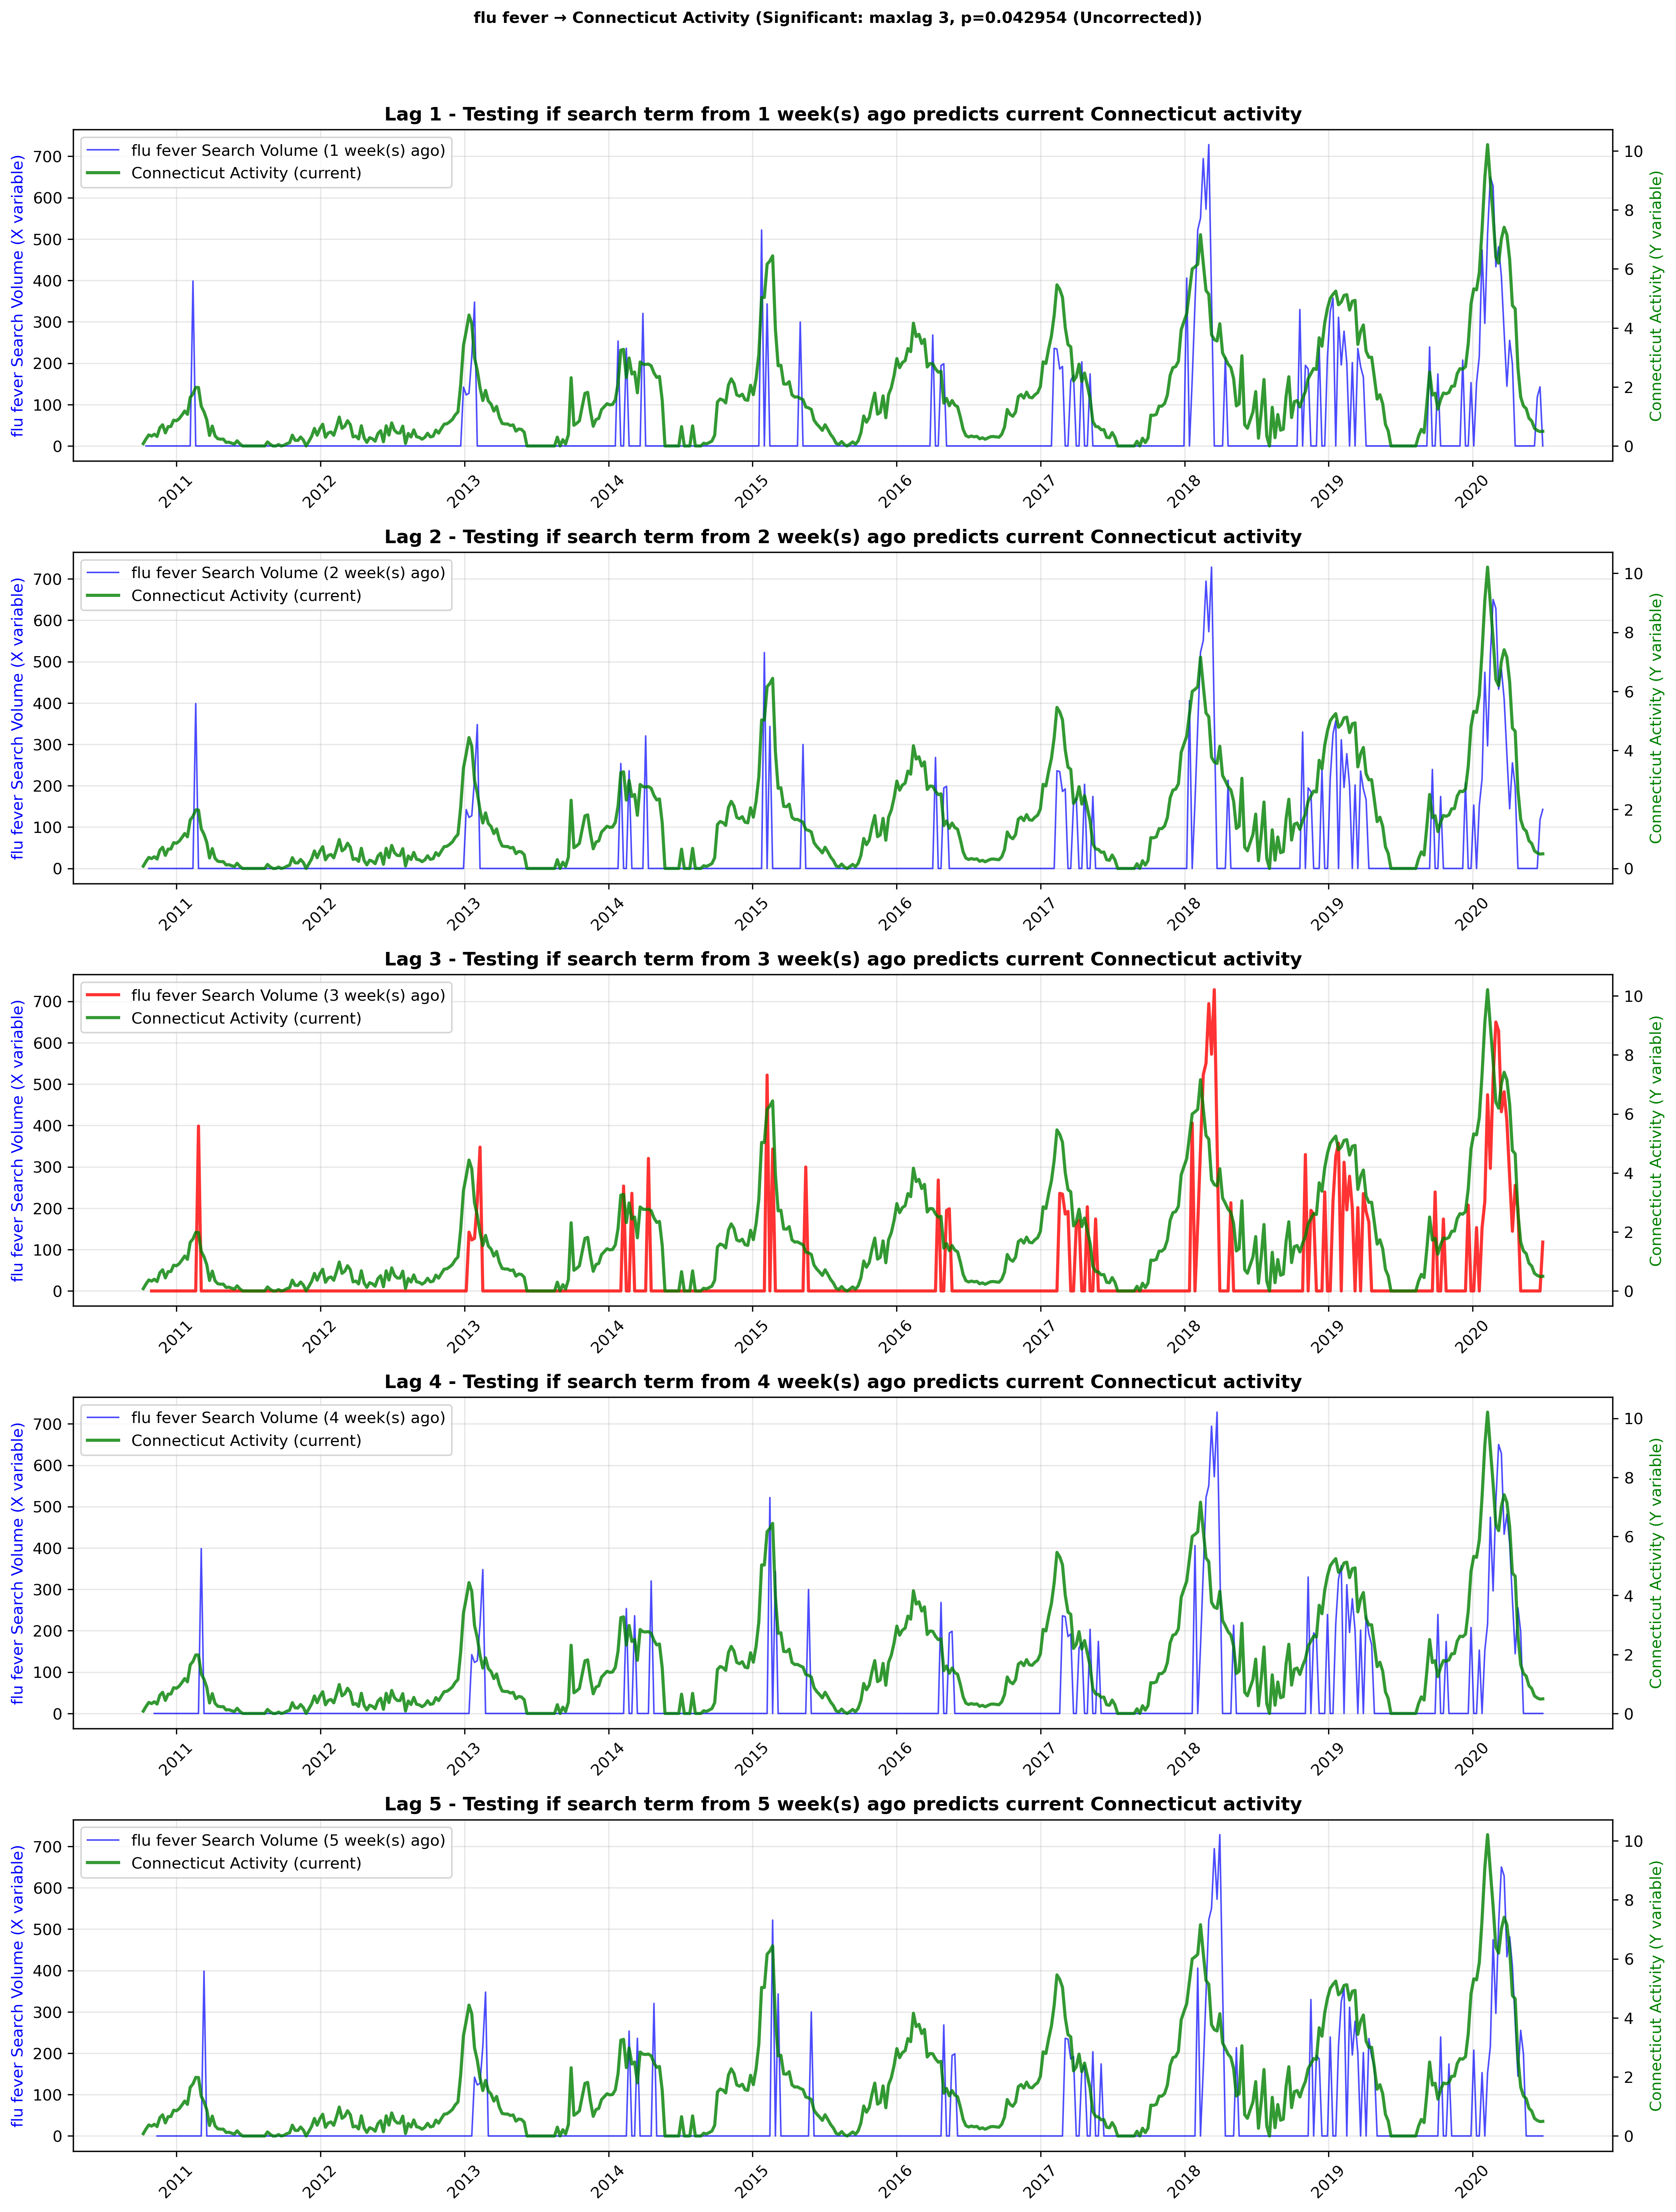 flu fever → Connecticut Activity (Significant: maxlag 3, p=0.042954 (Uncorrected))
Lag 1 - Testing if search term from 1 week(s) ago predicts current Connecticut activity
flu fever Search Volume (1 week(s) ago)
Connecticut Activity (current)
flu fever Search Volume (X variable)
700
600
500
400
300
200
100
0
Connecticut Activity (Y variable)
10
8
6
4
2
0
2011 2012 2013 2014 2015 2016 2017 2018 2019 2020
Lag 2 - Testing if search term from 2 week(s) ago predicts current Connecticut activity
flu fever Search Volume (2 week(s) ago)
Connecticut Activity (current)
flu fever Search Volume (X variable)
700
600
500
400
300
200
100
0
Connecticut Activity (Y variable)
10
8
6
4
2
0
2011 2012 2013 2014 2015 2016 2017 2018 2019 2020
Lag 3 - Testing if search term from 3 week(s) ago predicts current Connecticut activity
flu fever Search Volume (3 week(s) ago)
Connecticut Activity (current)
flu fever Search Volume (X variable)
700
600
500
400
300
200
100
0
Connecticut Activity (Y variable)
10
8
6
4
2
0
2011 2012 2013 2014 2015 2016 2017 2018 2019 2020
Lag 4 - Testing if search term from 4 week(s) ago predicts current Connecticut activity
flu fever Search Volume (4 week(s) ago)
Connecticut Activity (current)
flu fever Search Volume (X variable)
700
600
500
400
300
200
100
0
Connecticut Activity (Y variable)
10
8
6
4
2
0
2011 2012 2013 2014 2015 2016 2017 2018 2019 2020
Lag 5 - Testing if search term from 5 week(s) ago predicts current Connecticut activity
flu fever Search Volume (5 week(s) ago)
Connecticut Activity (current)
flu fever Search Volume (X variable)
700
600
500
400
300
200
100
0
Connecticut Activity (Y variable)
10
8
6
4
2
0
2011 2012 2013 2014 2015 2016 2017 2018 2019 2020